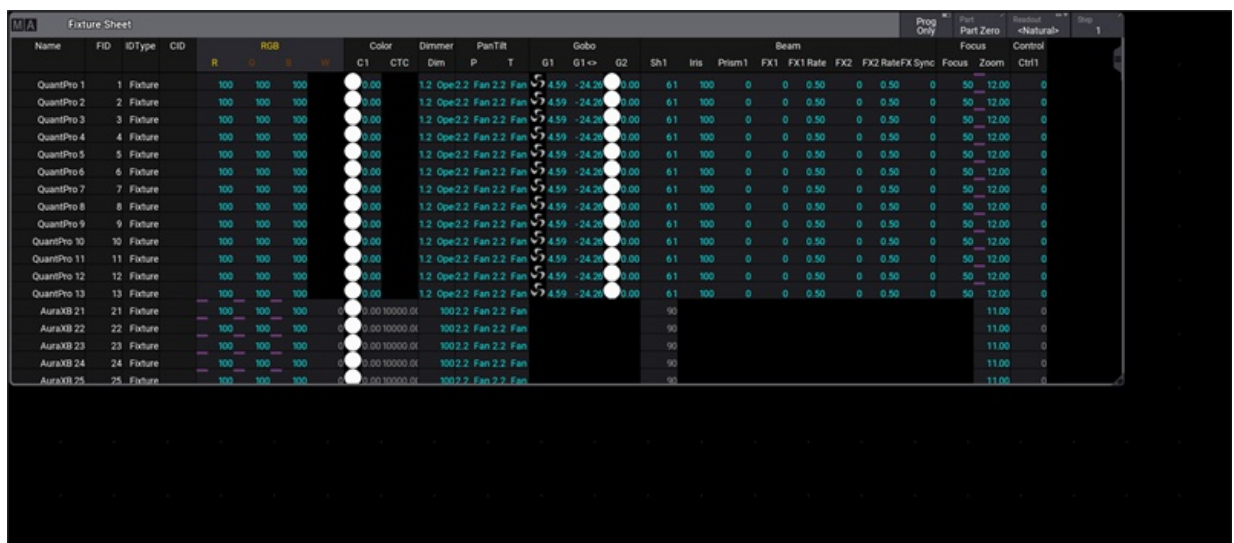 MA Fixture Sheet Prog Only Part Part Zero Readout <Natural> Step 1
Name FID IDType CID RGB Color Dimmer PanTilt Gobo Beam Focus Control
R G B W C1 CTC Dim P T G1 G1<> G2 Sh1 Iris Prism1 FX1 FX1 Rate FX2 FX2 Rate FX Sync Focus Zoom Ctrl1
QuantPro 1 1 Fixture 100 100 100 0.00 1.2 Ope 2.2 Fan 2.2 Fan 4.59 -24.26 0.00 61 100 0 0 0.50 0 0.50 0 50 12.00 0
QuantPro 2 2 Fixture 100 100 100 0.00 1.2 Ope 2.2 Fan 2.2 Fan 4.59 -24.26 0.00 61 100 0 0 0.50 0 0.50 0 50 12.00 0
QuantPro 3 3 Fixture 100 100 100 0.00 1.2 Ope 2.2 Fan 2.2 Fan 4.59 -24.26 0.00 61 100 0 0 0.50 0 0.50 0 50 12.00 0
QuantPro 4 4 Fixture 100 100 100 0.00 1.2 Ope 2.2 Fan 2.2 Fan 4.59 -24.26 0.00 61 100 0 0 0.50 0 0.50 0 50 12.00 0
QuantPro 5 5 Fixture 100 100 100 0.00 1.2 Ope 2.2 Fan 2.2 Fan 4.59 -24.26 0.00 61 100 0 0 0.50 0 0.50 0 50 12.00 0
QuantPro 6 6 Fixture 100 100 100 0.00 1.2 Ope 2.2 Fan 2.2 Fan 4.59 -24.26 0.00 61 100 0 0 0.50 0 0.50 0 50 12.00 0
QuantPro 7 7 Fixture 100 100 100 0.00 1.2 Ope 2.2 Fan 2.2 Fan 4.59 -24.26 0.00 61 100 0 0 0.50 0 0.50 0 50 12.00 0
QuantPro 8 8 Fixture 100 100 100 0.00 1.2 Ope 2.2 Fan 2.2 Fan 4.59 -24.26 0.00 61 100 0 0 0.50 0 0.50 0 50 12.00 0
QuantPro 9 9 Fixture 100 100 100 0.00 1.2 Ope 2.2 Fan 2.2 Fan 4.59 -24.26 0.00 61 100 0 0 0.50 0 0.50 0 50 12.00 0
QuantPro 10 10 Fixture 100 100 100 0.00 1.2 Ope 2.2 Fan 2.2 Fan 4.59 -24.26 0.00 61 100 0 0 0.50 0 0.50 0 50 12.00 0
QuantPro 11 11 Fixture 100 100 100 0.00 1.2 Ope 2.2 Fan 2.2 Fan 4.59 -24.26 0.00 61 100 0 0 0.50 0 0.50 0 50 12.00 0
QuantPro 12 12 Fixture 100 100 100 0.00 1.2 Ope 2.2 Fan 2.2 Fan 4.59 -24.26 0.00 61 100 0 0 0.50 0 0.50 0 50 12.00 0
QuantPro 13 13 Fixture 100 100 100 0.00 1.2 Ope 2.2 Fan 2.2 Fan 4.59 -24.26 0.00 61 100 0 0 0.50 0 0.50 0 50 12.00 0
AuraXB 21 21 Fixture 100 100 100 0 0.00 10000.0( 100 2.2 Fan 2.2 Fan 90 11.00 0
AuraXB 22 22 Fixture 100 100 100 0 0.00 10000.0( 100 2.2 Fan 2.2 Fan 90 11.00 0
AuraXB 23 23 Fixture 100 100 100 0 0.00 10000.0( 100 2.2 Fan 2.2 Fan 90 11.00 0
AuraXB 24 24 Fixture 100 100 100 0 0.00 10000.0( 100 2.2 Fan 2.2 Fan 90 11.00 0
AuraXB 25 25 Fixture 100 100 100 0 0.00 10000.0( 100 2.2 Fan 2.2 Fan 90 11.00 0